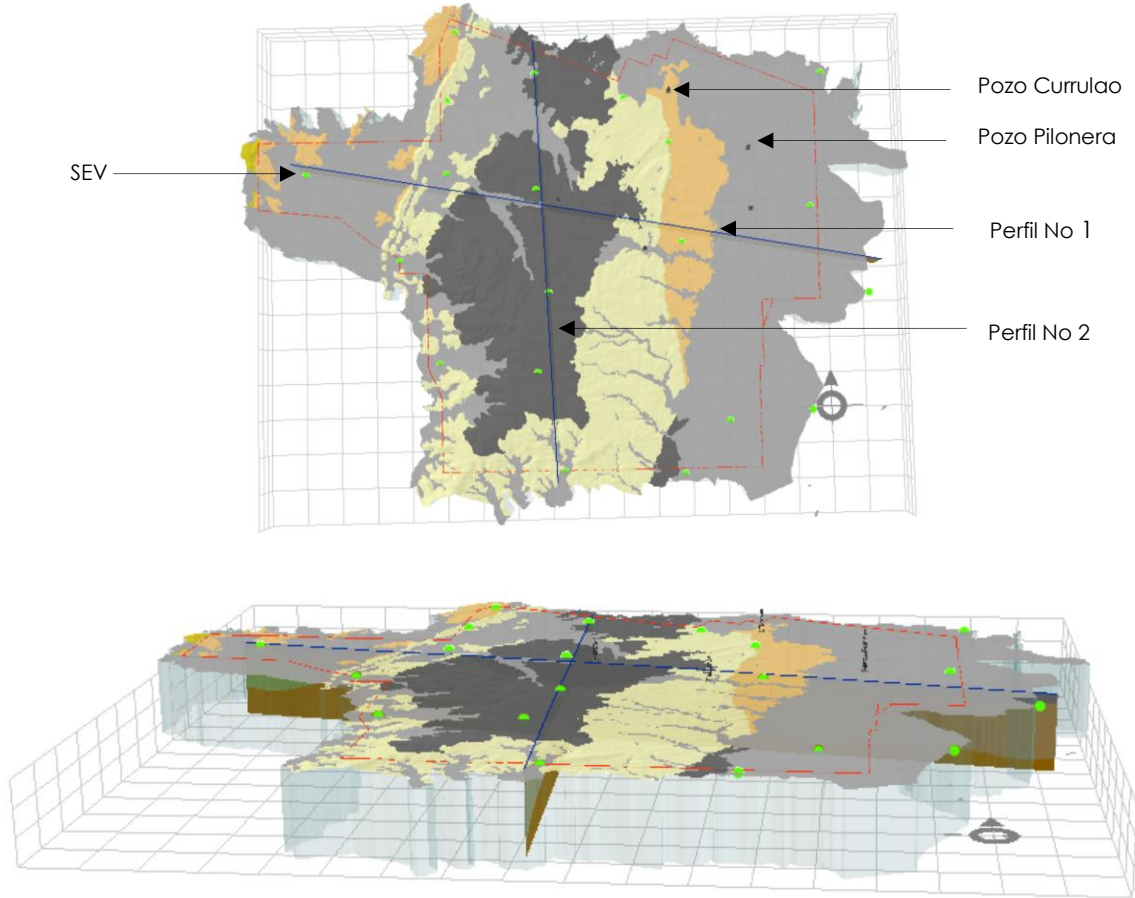 Pozo Currulao
Pozo Pilonera
SEV
Perfil No 1
Perfil No 2